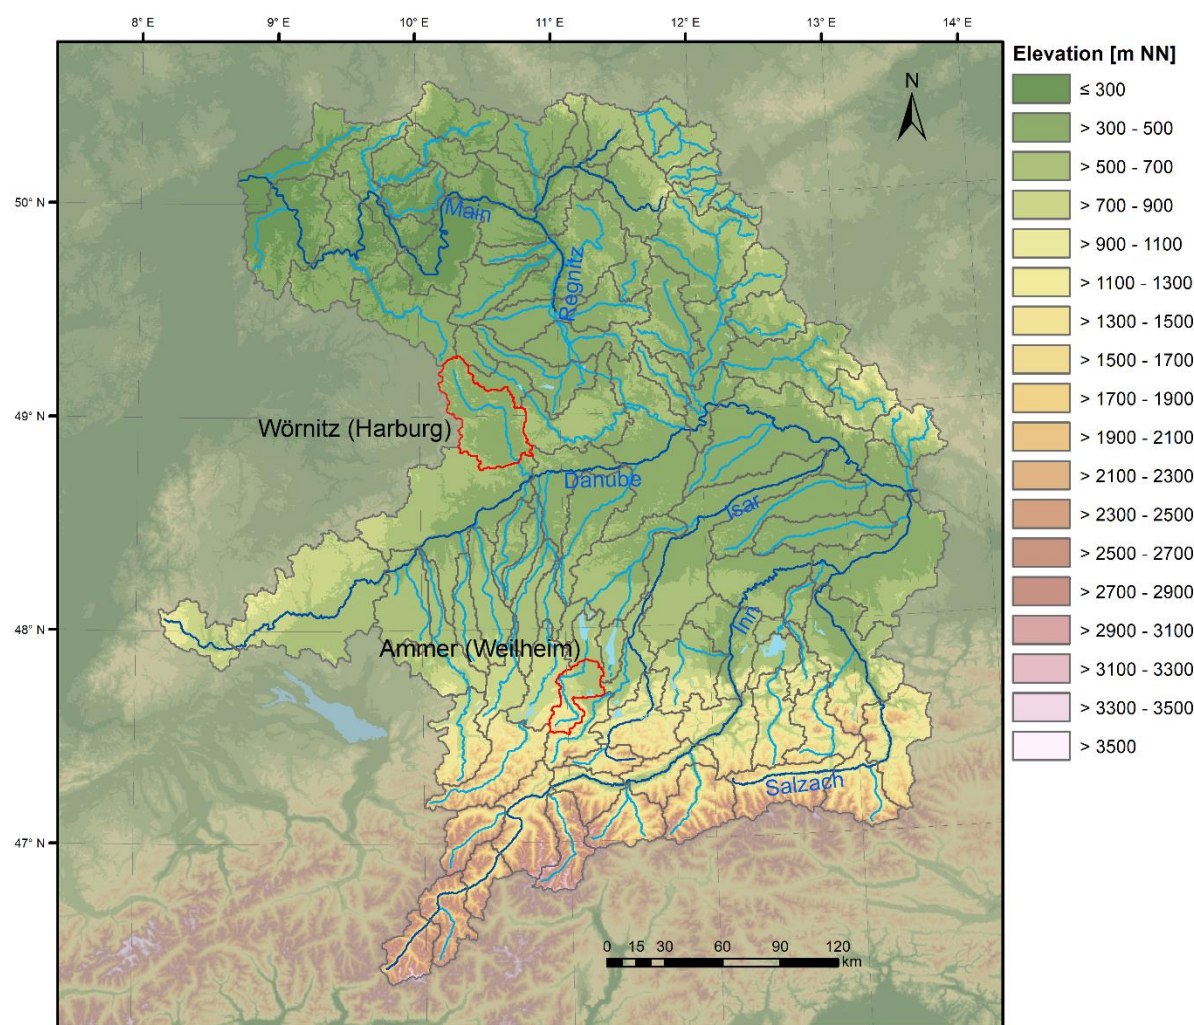 8° E
9° E
10° E
11° E
12° E
13° E
14° E
Elevation [m NN]
N
≤ 300
> 300 - 500
> 500 - 700
> 700 - 900
> 900 - 1100
> 1100 - 1300
> 1300 - 1500
> 1500 - 1700
> 1700 - 1900
> 1900 - 2100
> 2100 - 2300
> 2300 - 2500
> 2500 - 2700
> 2700 - 2900
> 2900 - 3100
> 3100 - 3300
> 3300 - 3500
> 3500
50° N
Main
Regnitz
49° N
Wörnitz (Harburg)
Danube
Isar
48° N
Inn
Ammer (Weilheim)
Salzach
47° N
0 15 30 60 90 120
km